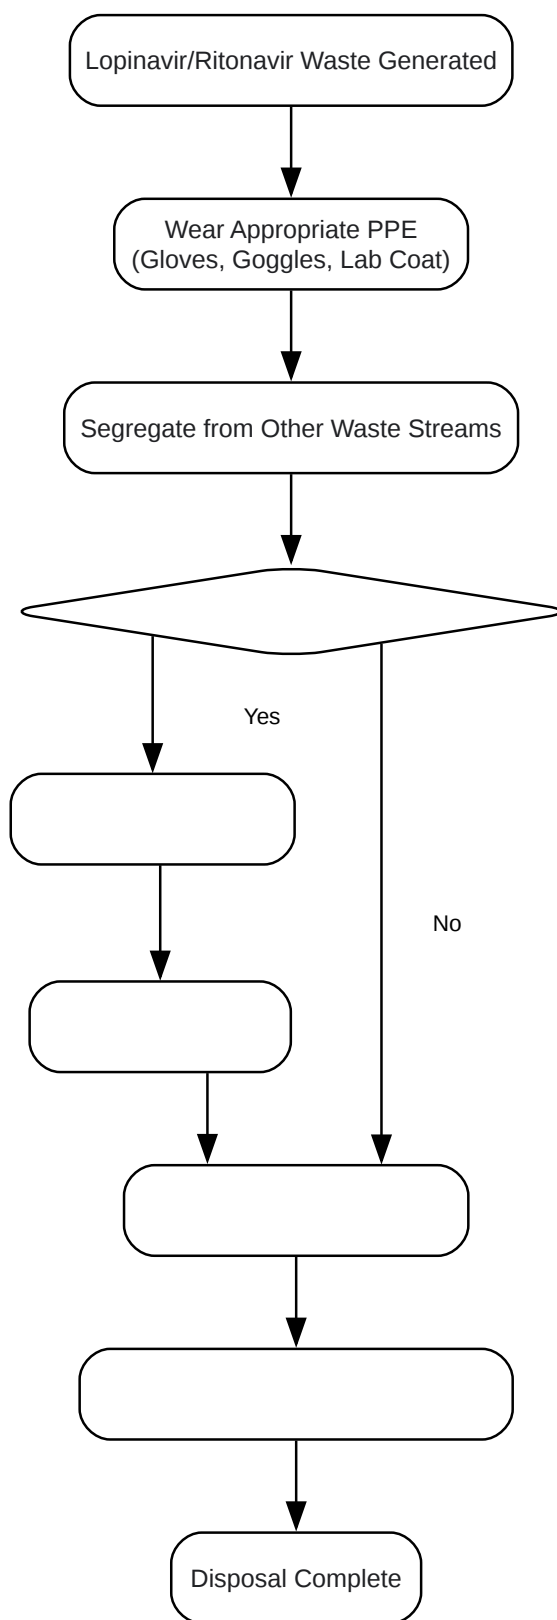 Lopinavir/Ritonavir Waste Generated
Wear Appropriate PPE
(Gloves, Goggles, Lab Coat)
Segregate from Other Waste Streams
Yes
No
Disposal Complete